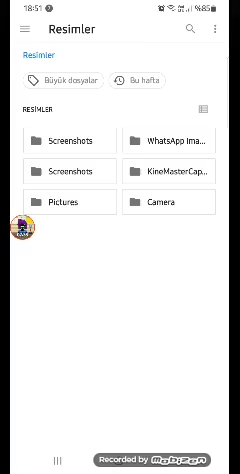 18:51
%85
Resimler
Resimler
Büyük dosyalar
Bu hafta
RESİMLER
Screenshots
WhatsApp Ima...
Screenshots
KineMasterCap...
Pictures
Camera
Recorded by mobizen